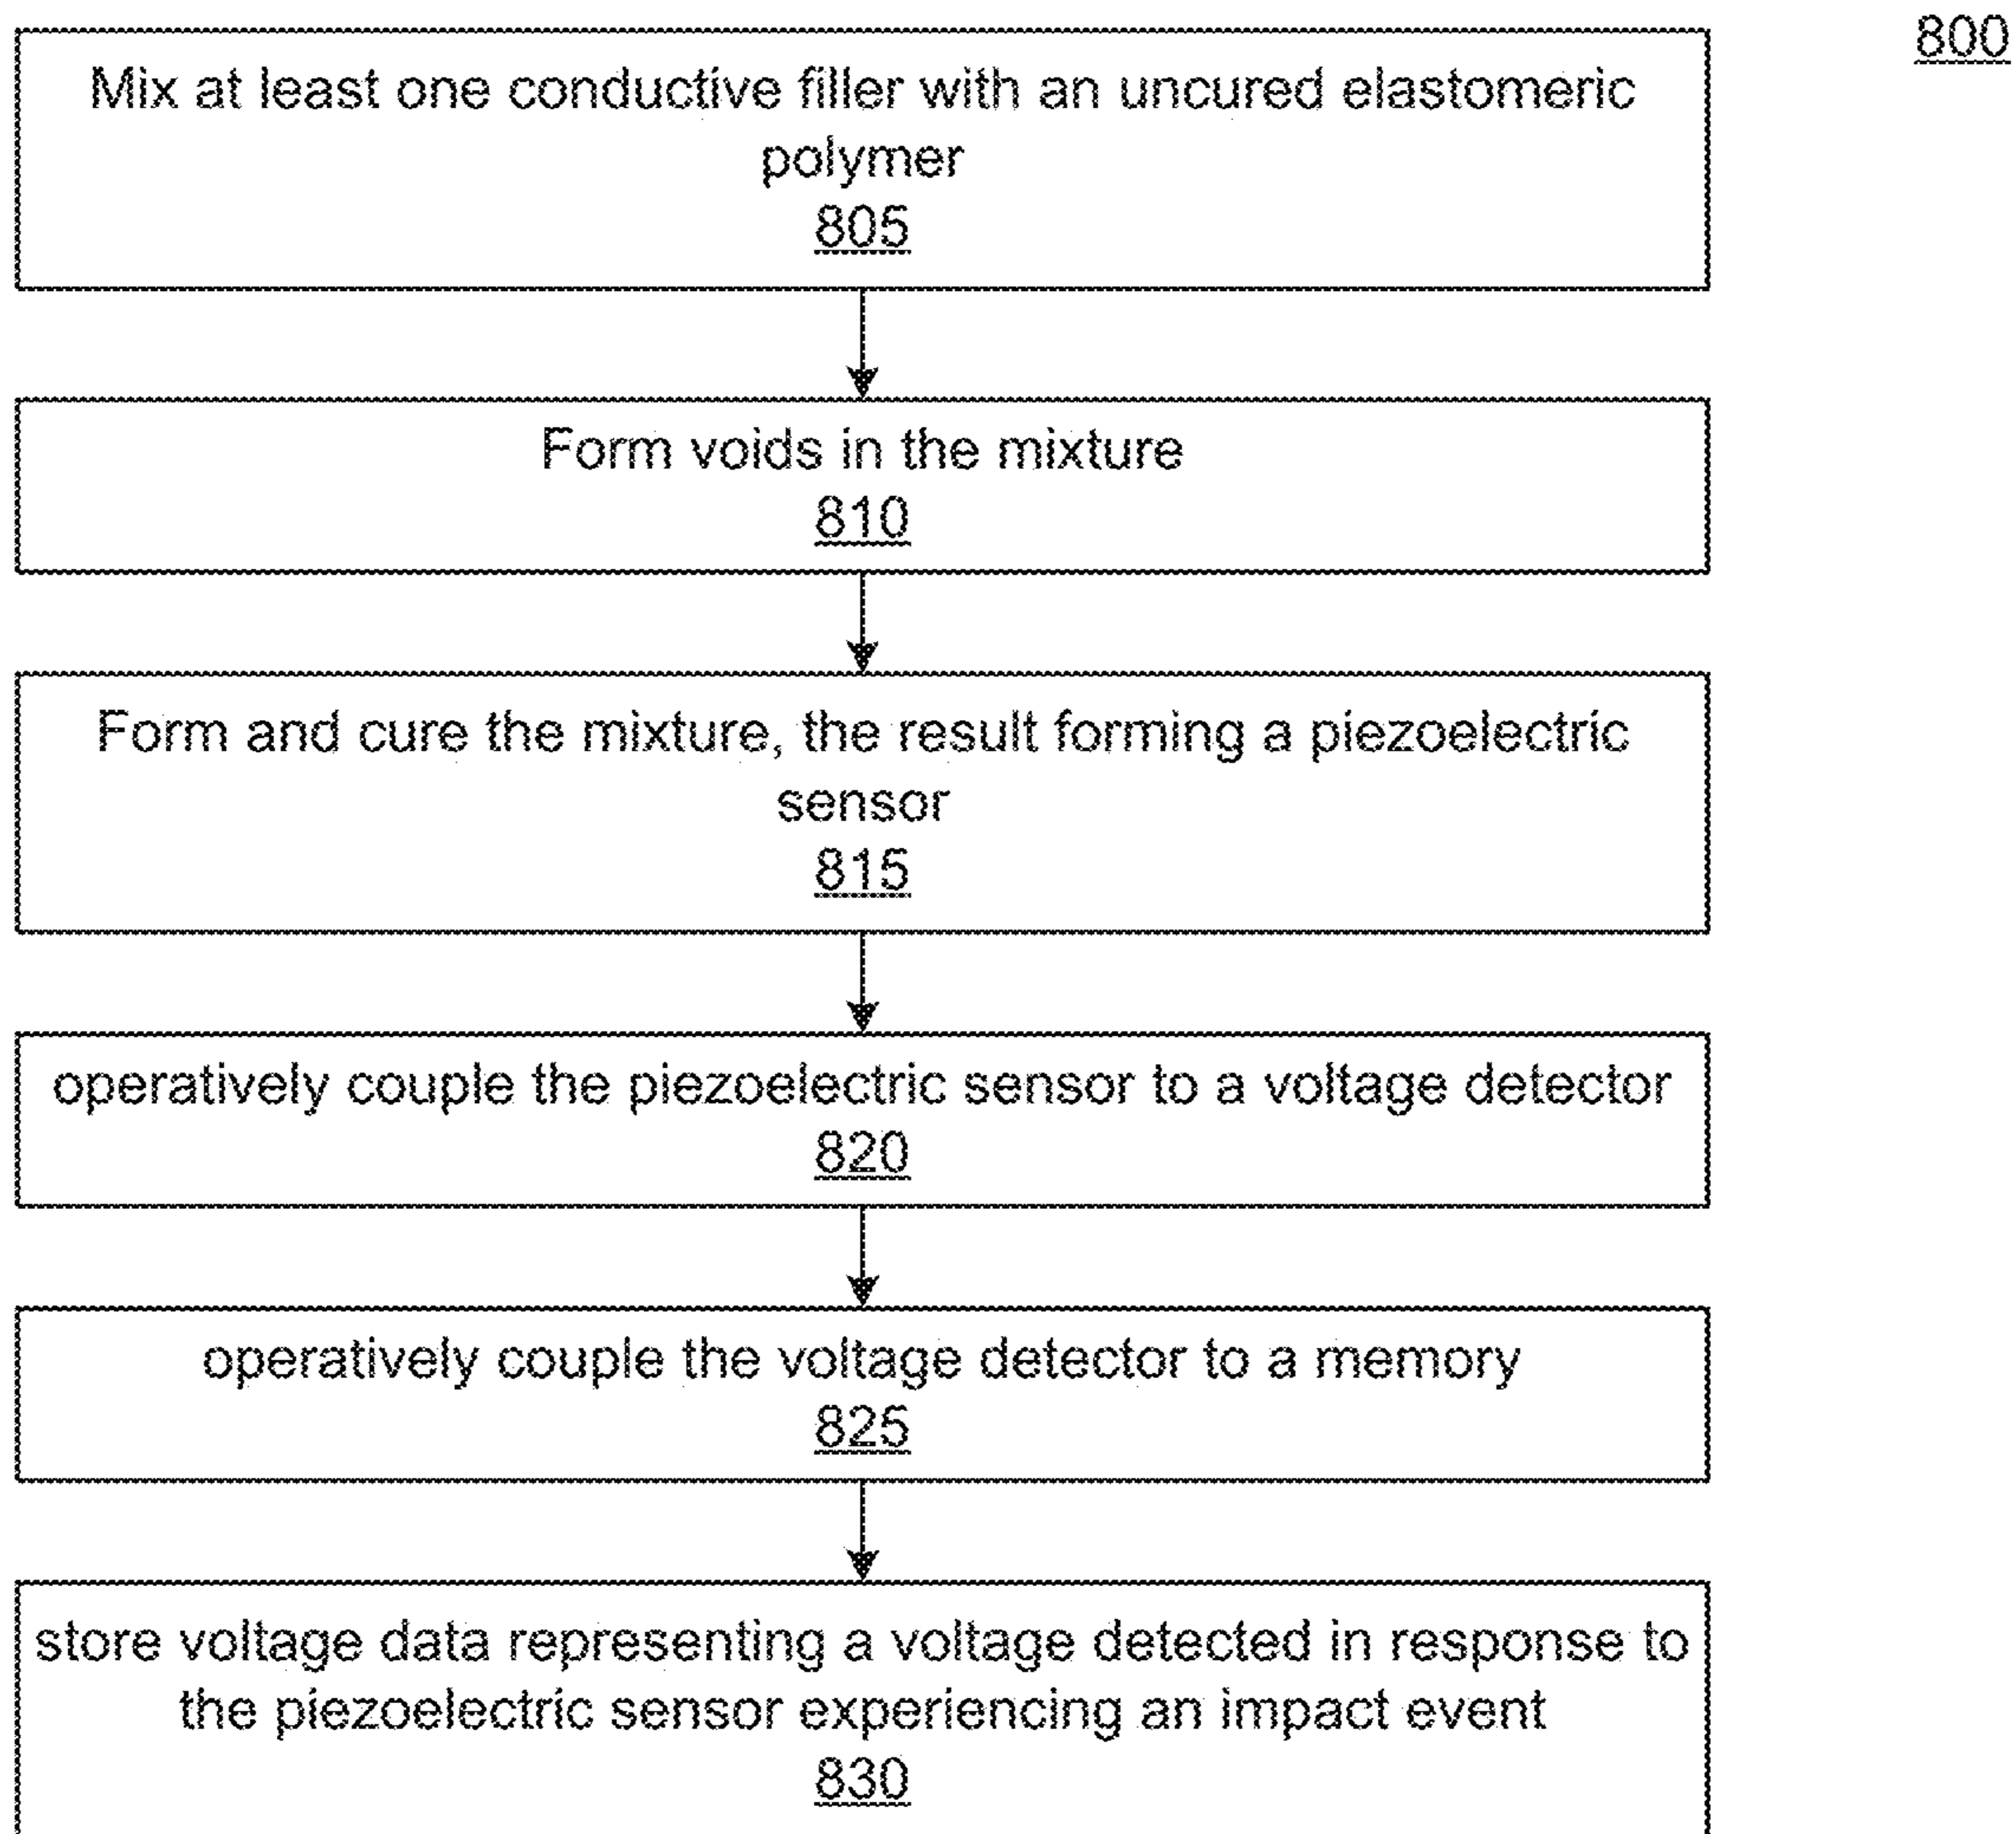 800
Mix at least one conductive filler with an uncured elastomeric
polymer
805
Form voids in the mixture
810
Form and cure the mixture, the result forming a piezoelectric
sensor
815
operatively couple the piezoelectric sensor to a voltage detector
820
operatively couple the voltage detector to a memory
825
store voltage data representing a voltage detected in response to
the piezoelectric sensor experiencing an impact event
830